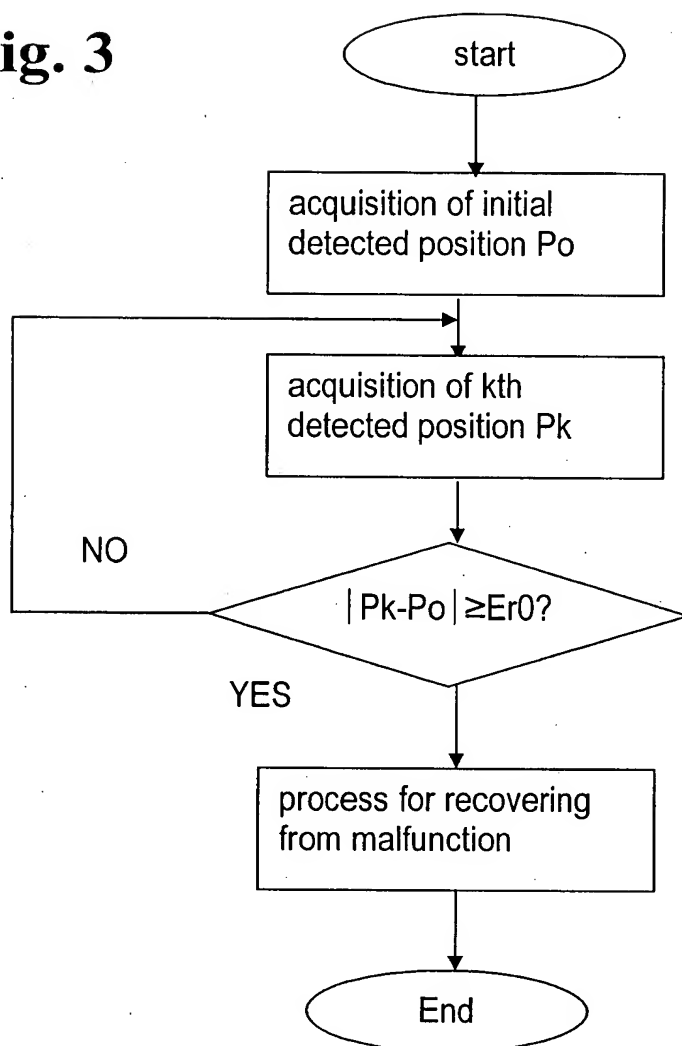 ig. 3
start
acquisition of initial
detected position Po
acquisition of kth
detected position Pk
NO
|Pk-Po|≥Er0?
YES
process for recovering
from malfunction
End